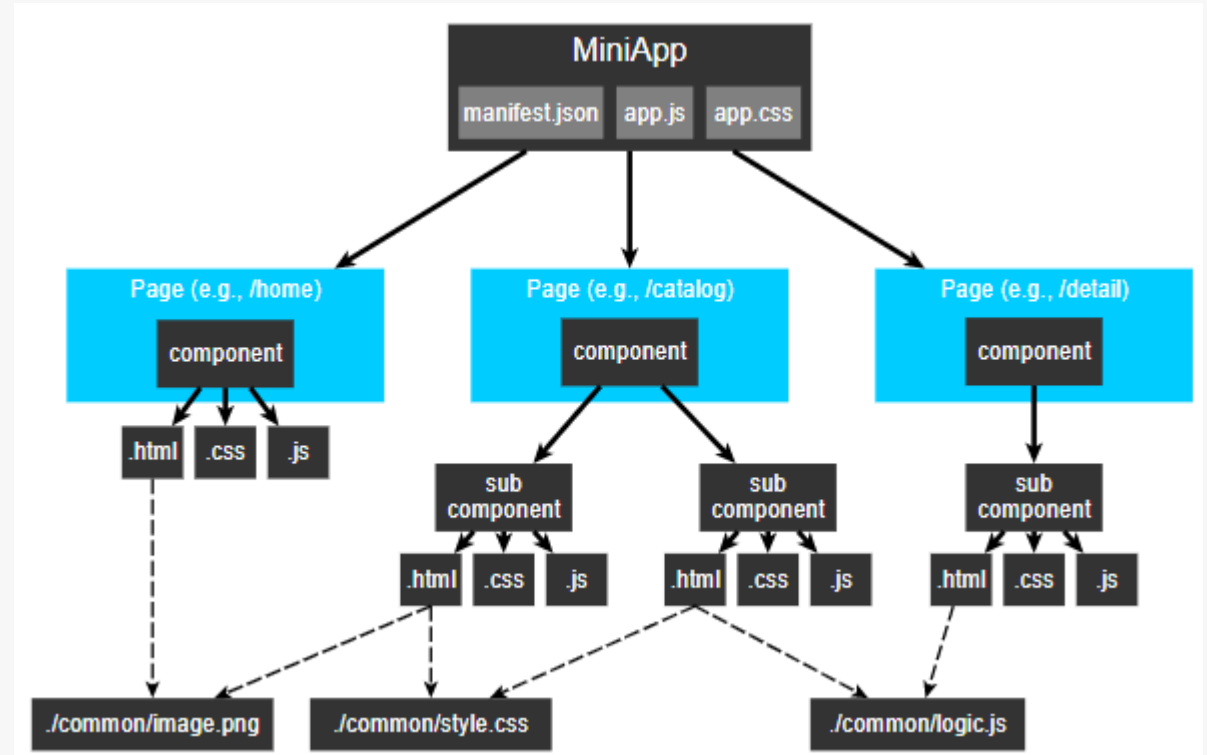 MiniApp
manifest.json
app.js
app.css
Page (e.g., /home)
Page (e.g., /catalog)
Page (e.g., /detail)
component
component
component
.html
.css
.js
sub
component
sub
component
sub
component
.html
.css
.js
.html
.css
.js
.html
.css
.js
./common/image.png
./common/style.css
./common/logic.js